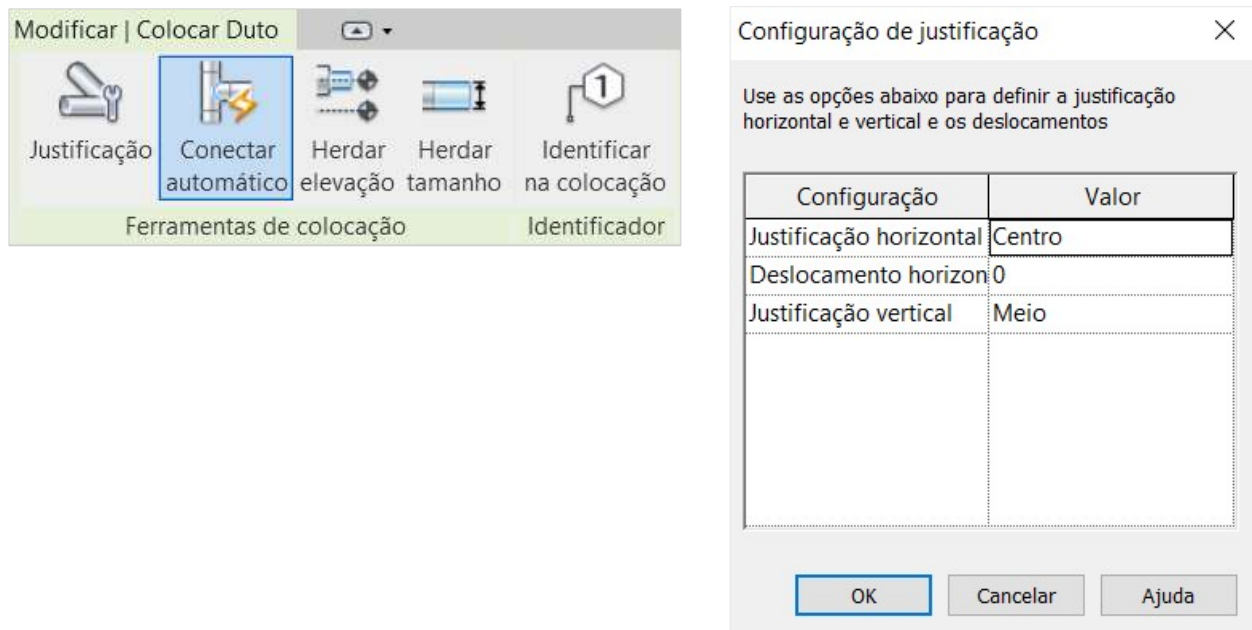 Modificar | Colocar Duto
Justificação
Conectar automático
Herdar elevação
Herdar tamanho
Identificar na colocação
Ferramentas de colocação
Identificador
Configuração de justificação
Use as opções abaixo para definir a justificação
horizontal e vertical e os deslocamentos
Configuração Valor
Justificação horizontal Centro
Deslocamento horizon 0
Justificação vertical Meio
OK Cancelar Ajuda